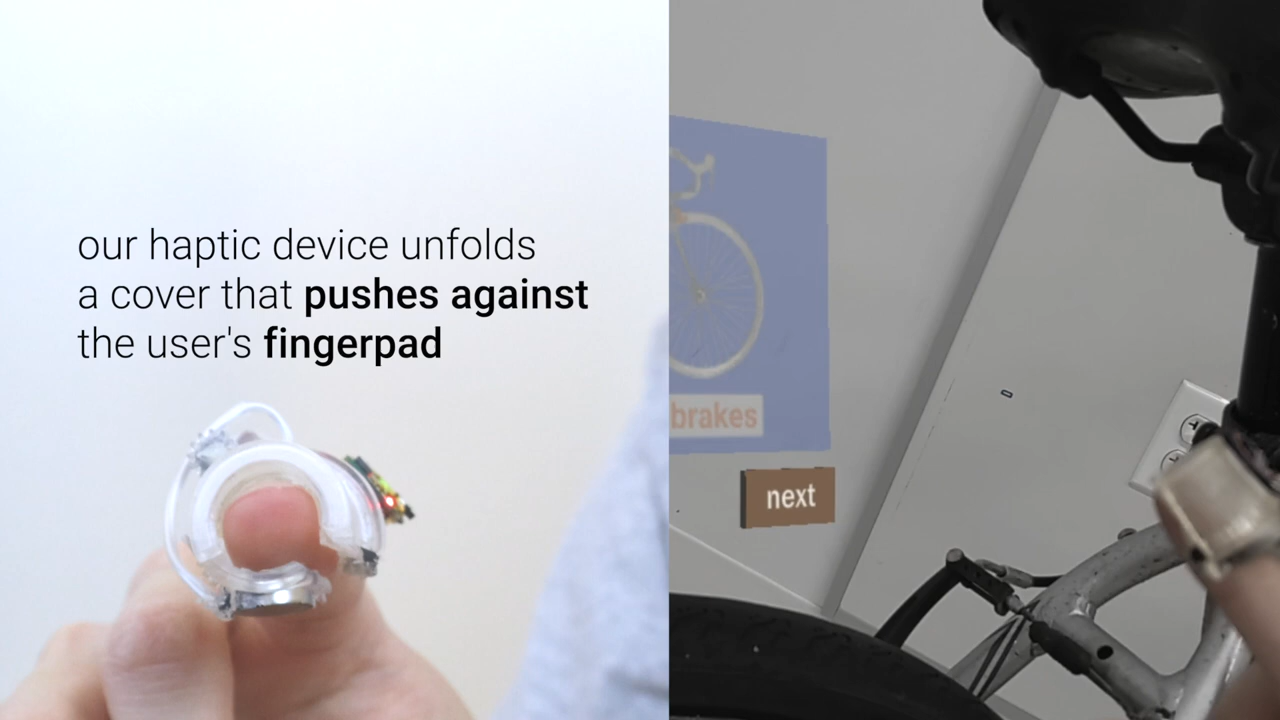 our haptic device unfolds
a cover that pushes against
the user's fingerpad
brakes
next